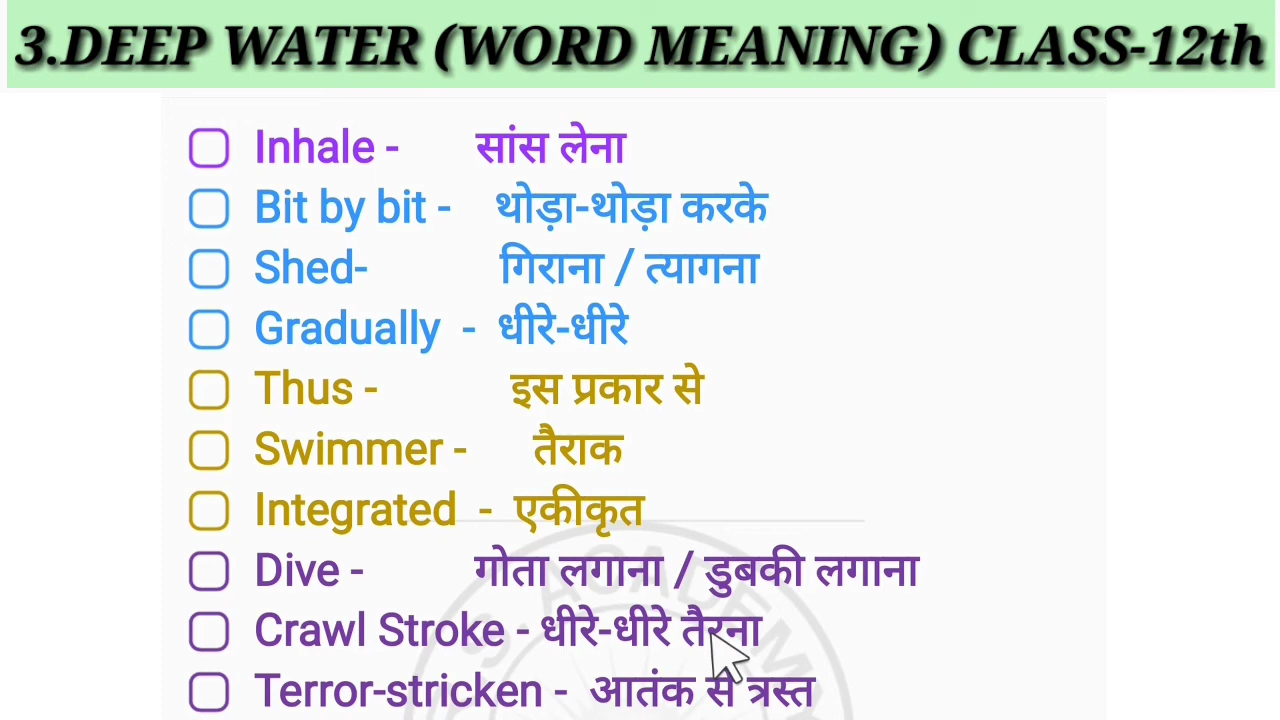 3.DEEP WATER (WORD MEANING) CLASS-12th
Inhale - सांस लेना
Bit by bit - थोड़ा-थोड़ा करके
Shed- गिराना / त्यागना
Gradually - धीरे-धीरे
Thus - इस प्रकार से
Swimmer - तैराक
Integrated - एकीकृत
Dive - गोता लगाना / डुबकी लगाना
Crawl Stroke - धीरे-धीरे तैरना
Terror-stricken - आतंक से त्रस्त
ACADEMY